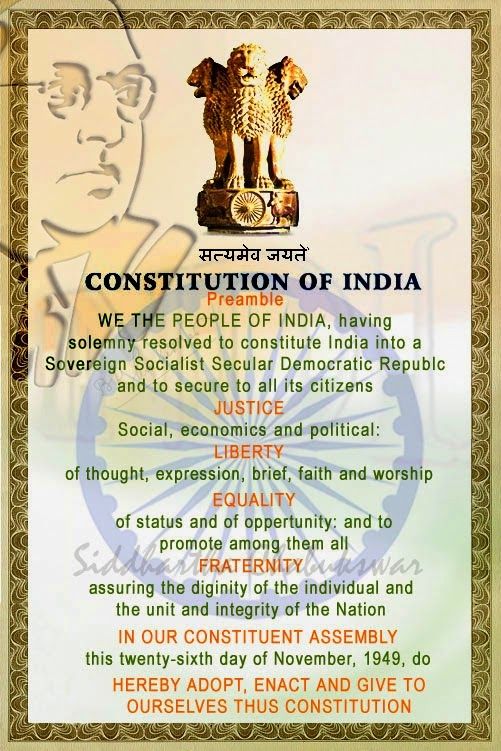 सत्यमेव जयते
CONSTITUTION OF INDIA
Preamble
WE THE PEOPLE OF INDIA, having
solemny resolved to constitute India into a
Sovereign Socialist Secular Democratic Republc
and to secure to all its citizens
JUSTICE
Social, economics and political:
LIBERTY
of thought, expression, brief, faith and worship
EQUALITY
of status and of oppertunity: and to
promote among them all
FRATERNITY
assuring the diginity of the individual and
the unit and integrity of the Nation
IN OUR CONSTITUENT ASSEMBLY
this twenty-sixth day of November, 1949, do
HEREBY ADOPT, ENACT AND GIVE TO
OURSELVES THUS CONSTITUTION